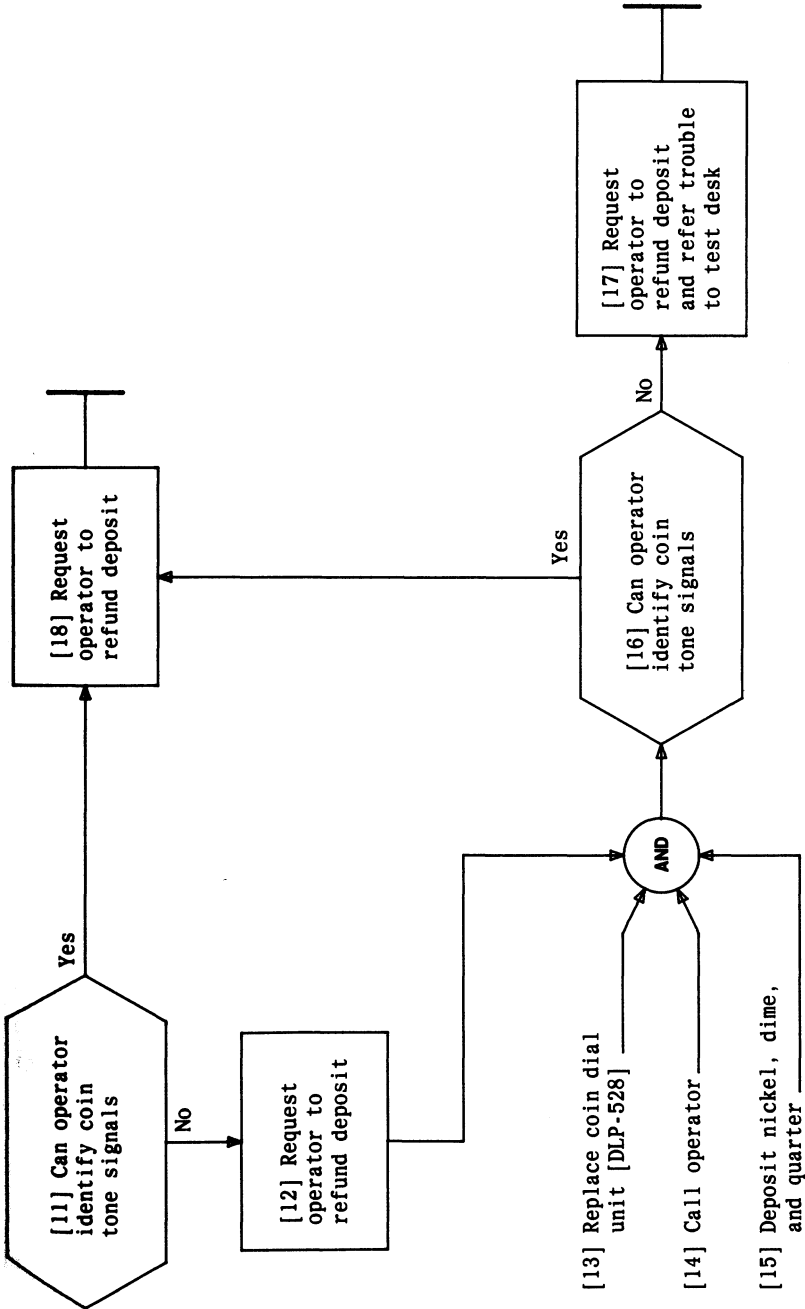 [11] Can operator
identify coin
tone signals
Yes
No
[12] Request
operator to
refund deposit
[18] Request
operator to
refund deposit
[13] Replace coin dial
unit [DLP-528]
[14] Call operator
[15] Deposit nickel, dime,
and quarter
AND
[16] Can operator
identify coin
tone signals
Yes
No
[17] Request
operator to
refund deposit
and refer trouble
to test desk